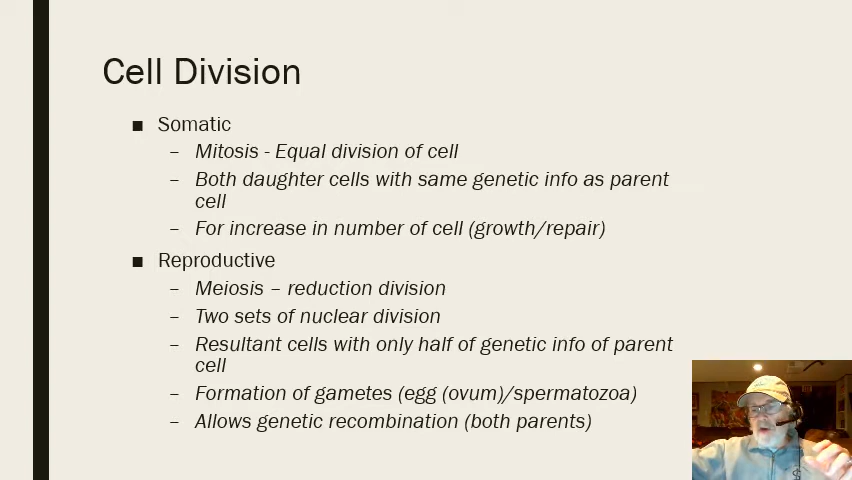 Cell Division
■ Somatic
– Mitosis - Equal division of cell
– Both daughter cells with same genetic info as parent
cell
– For increase in number of cell (growth/repair)
■ Reproductive
– Meiosis – reduction division
– Two sets of nuclear division
– Resultant cells with only half of genetic info of parent
cell
– Formation of gametes (egg (ovum)/spermatozoa)
– Allows genetic recombination (both parents)